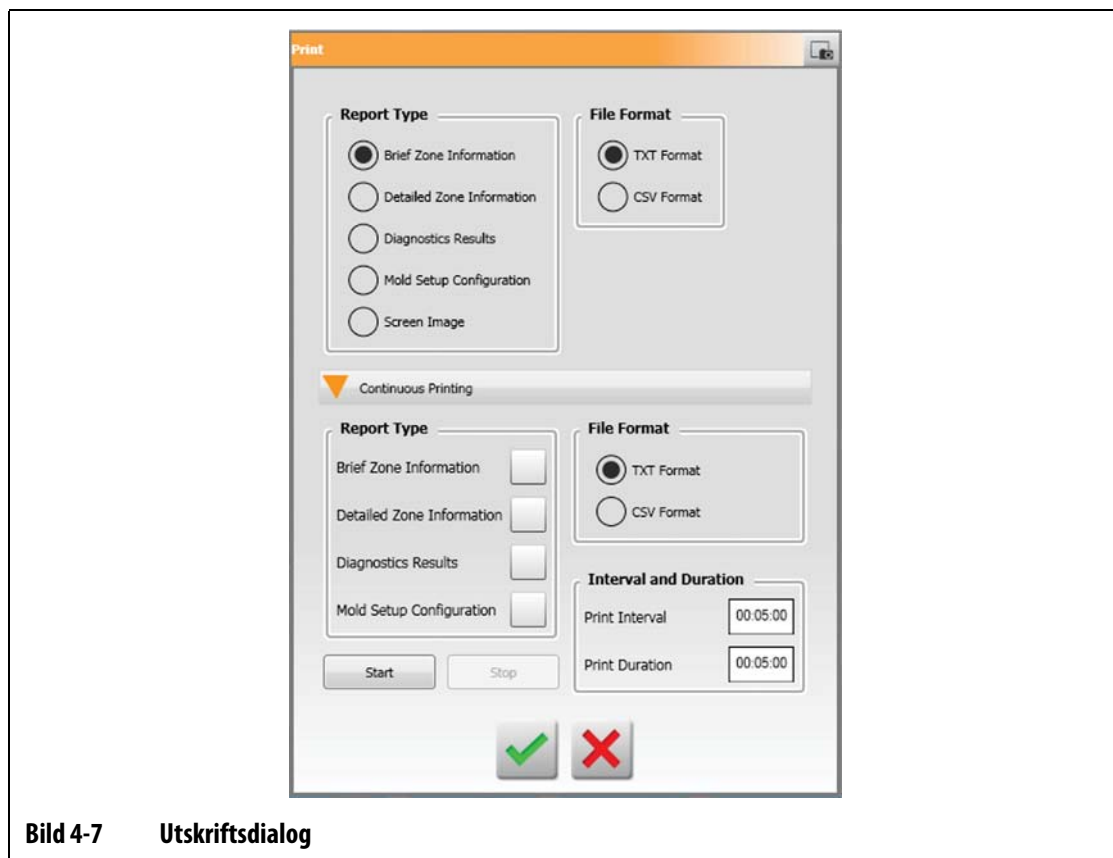 Print
Report Type
Brief Zone Information
Detailed Zone Information
Diagnostics Results
Mold Setup Configuration
Screen Image
File Format
TXT Format
CSV Format
Continuous Printing
Report Type
Brief Zone Information
Detailed Zone Information
Diagnostics Results
Mold Setup Configuration
File Format
TXT Format
CSV Format
Interval and Duration
Print Interval 00:05:00
Print Duration 00:05:00
Start Stop
Bild 4-7 Utskriftsdialog